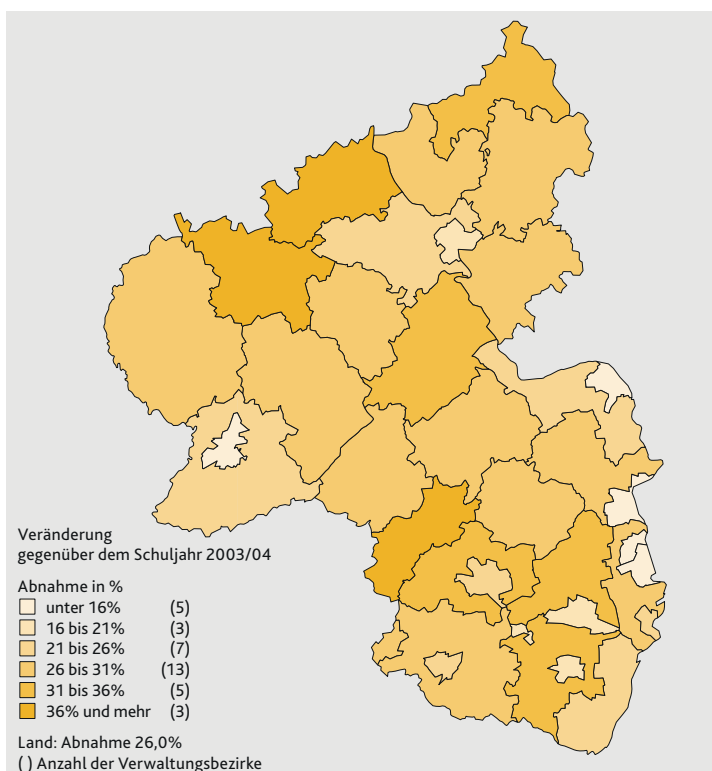 Veränderung
gegenüber dem Schuljahr 2003/04
Abnahme in %
unter 16% (5)
16 bis 21% (3)
21 bis 26% (7)
26 bis 31% (13)
31 bis 36% (5)
36% und mehr (3)
Land: Abnahme 26,0%
( ) Anzahl der Verwaltungsbezirke